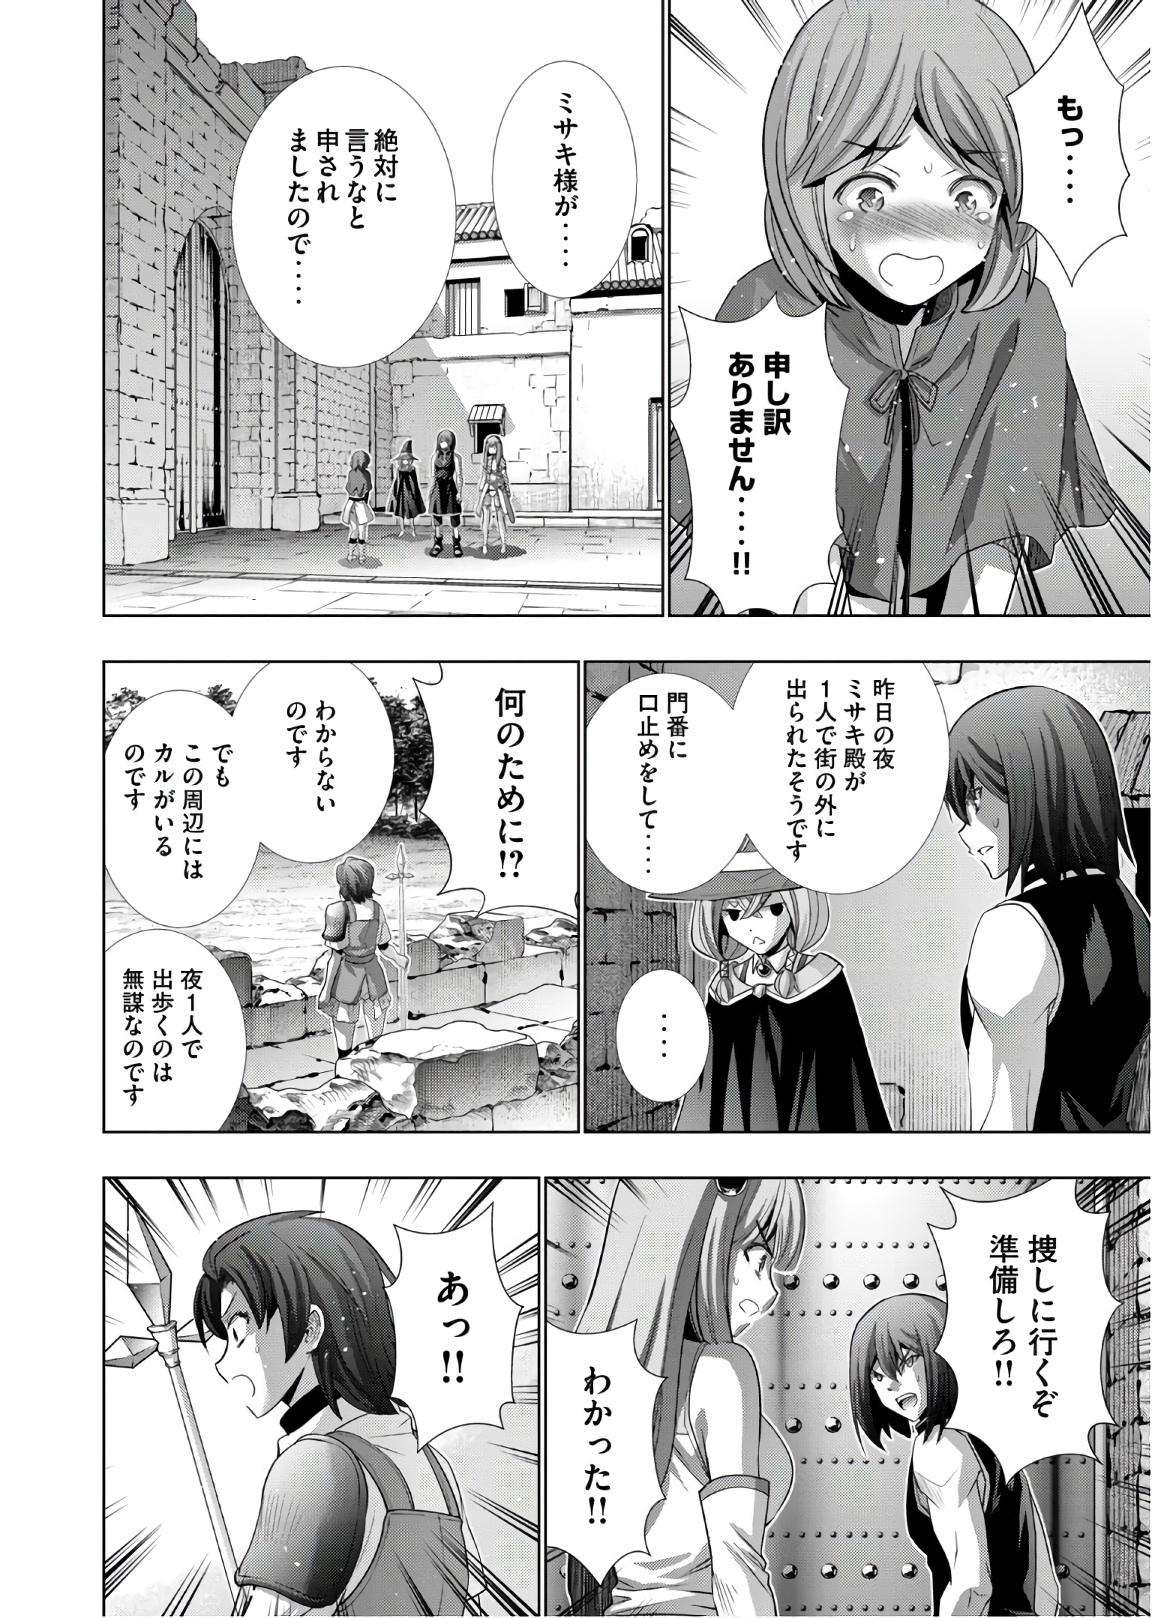 もっ‥‥
申し訳
ありません‥‥!!
ミサキ様が‥‥
絶対に
言うなと
申され
ましたので‥‥
昨日の夜
ミサキ殿が
1人で街の外に
出られたそうです
門番に
口止めをして‥‥
‥‥
何のために!?
わからない
のです
でも
この周辺には
カルがいる
のです
夜1人で
出歩くのは
無謀なのです
捜しに行くぞ
準備しろ!!
わかった!!
あっ!!